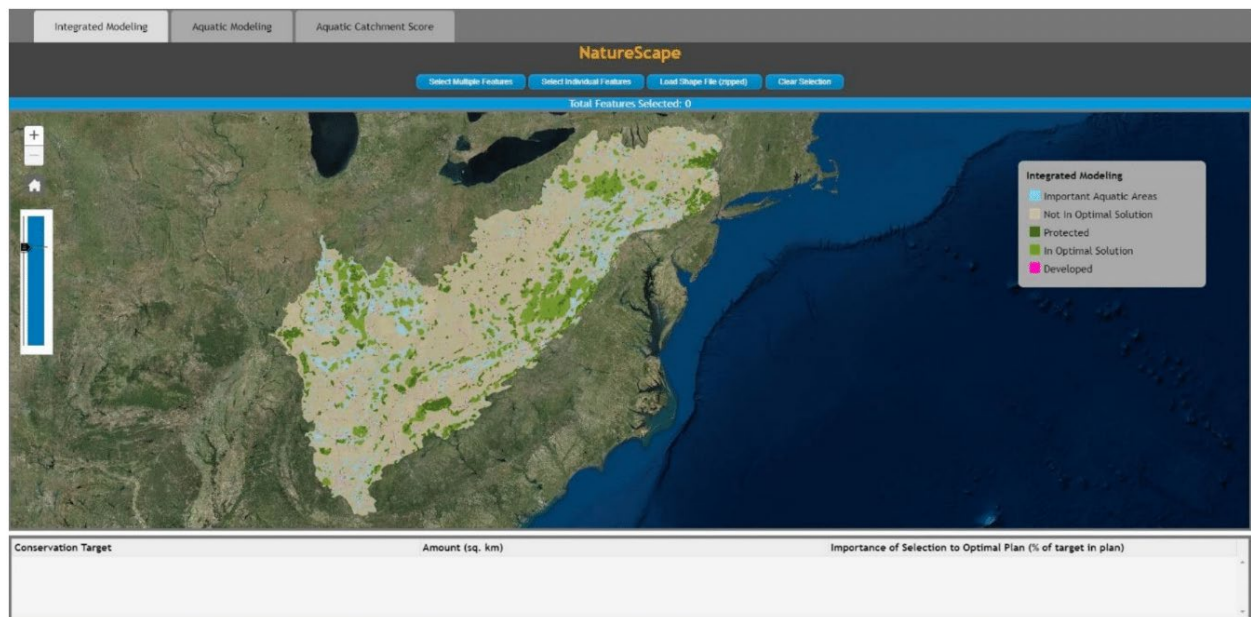 Integrated Modeling
Aquatic Modeling
Aquatic Catchment Score
NatureScape
Select Multiple Features
Select Individual Features
Load Shape File (zipped)
Clear Selection
Total Features Selected: 0
+
Integrated Modeling
Important Aquatic Areas
Not In Optimal Solution
Protected
In Optimal Solution
Developed
Conservation Target
Amount (sq. km)
Importance of Selection to Optimal Plan (% of target in plan)